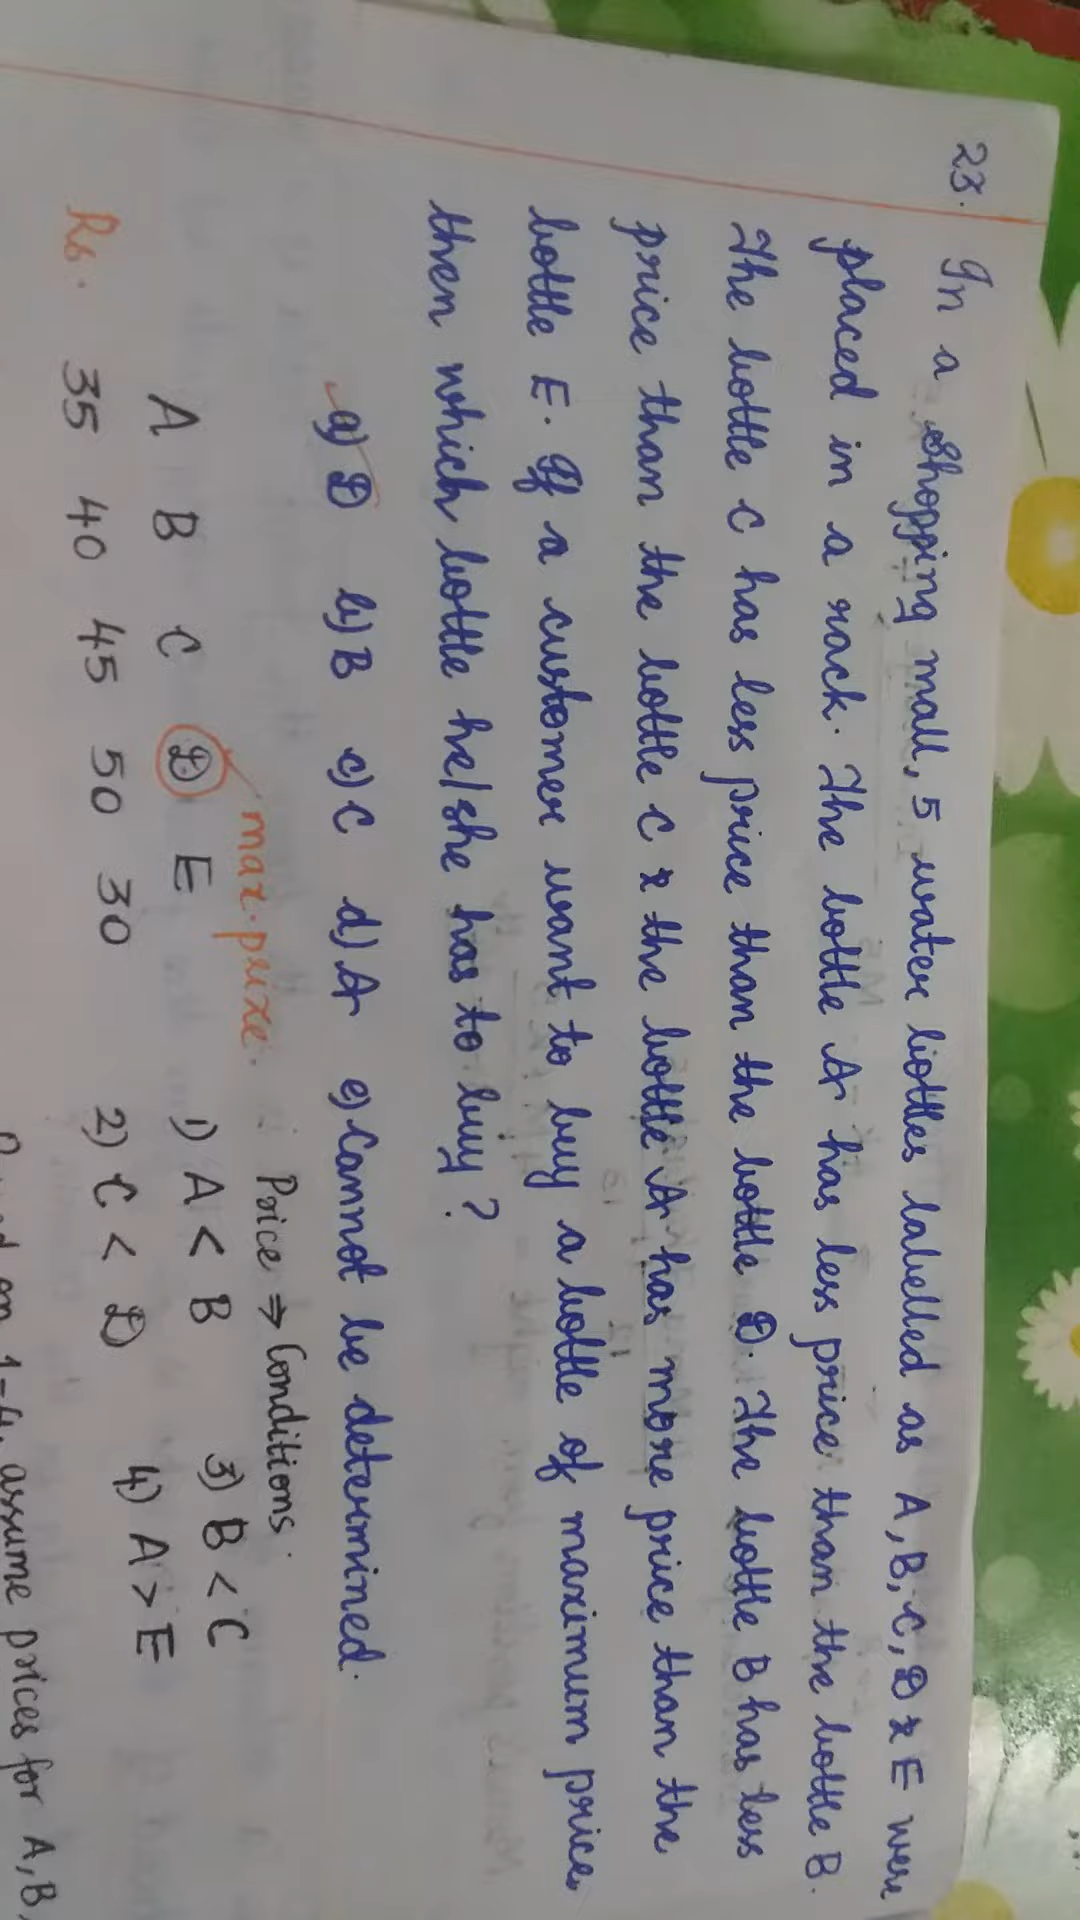 23. In a shopping mall, 5 water bottles labelled as A, B, C, D & E were
placed in a rack. The bottle A has less price than the bottle B.
The bottle C has less price than the bottle D. The bottle B has less
price than the bottle C & the bottle A has more price than the
bottle E. If a customer want to buy a bottle of maximum price,
then which bottle he/she has to buy?
a) D b) B c) C d) A e) Cannot be determined.
max. prixe. Price ⇒ Conditions.
A B C D E 1) A < B 3) B < C
Rs. 35 40 45 50 30 2) C < D 4) A > E
on 1-4, assume prices for A, B,